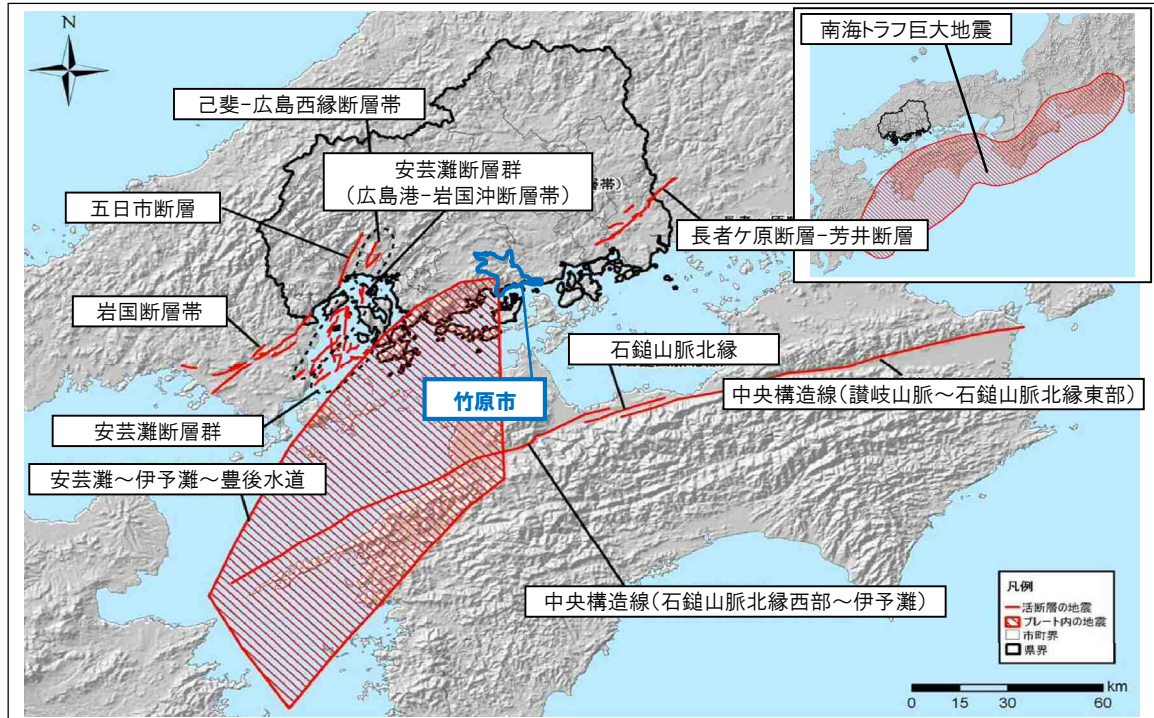 N
南海トラフ巨大地震
己斐-広島西縁断層帯
安芸灘断層群
(広島港-岩国沖断層帯)
五日市断層
長者ケ原断層-芳井断層
岩国断層帯
石鎚山脈北縁
竹原市
中央構造線(讃岐山脈~石鎚山脈北縁東部)
安芸灘断層群
安芸灘~伊予灘~豊後水道
中央構造線(石鎚山脈北縁西部~伊予灘)
凡例
活断層の地震
プレート内の地震
市町界
県界
km
0 15 30 60